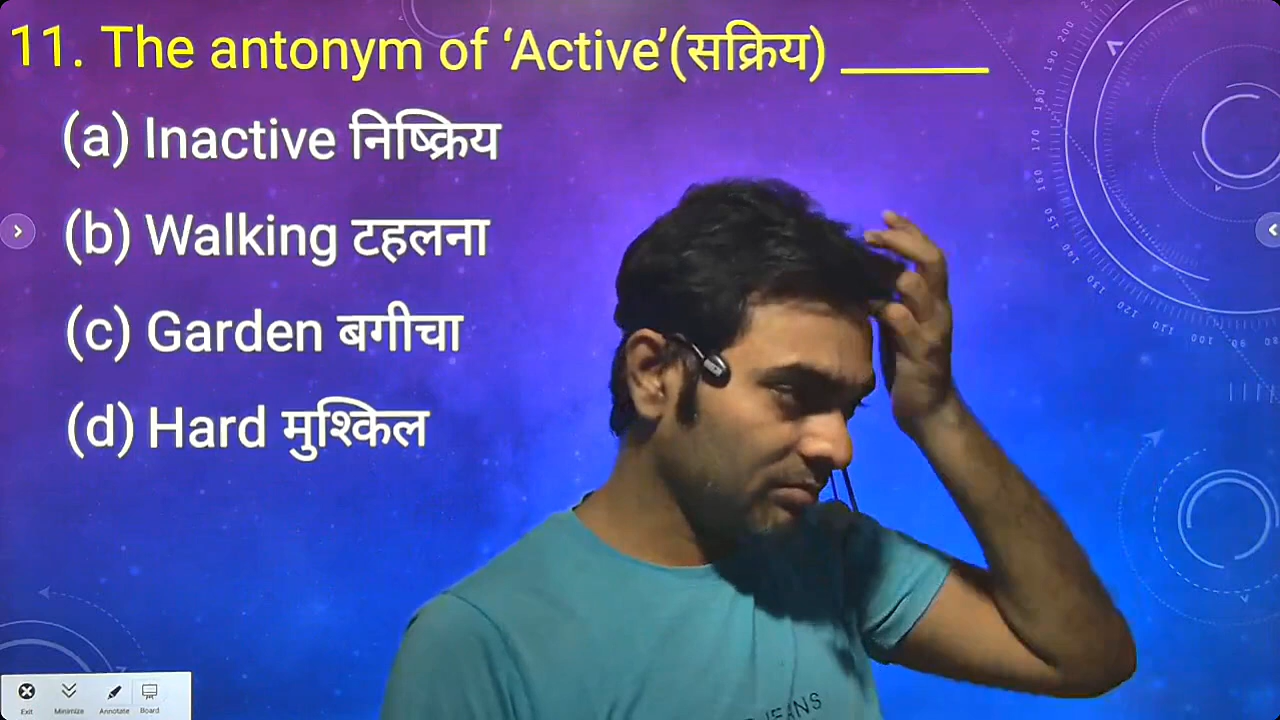 11. The antonym of ‘Active’(सक्रिय) ______
(a) Inactive निष्क्रिय
(b) Walking टहलना
(c) Garden बगीचा
(d) Hard मुश्किल
Exit
Minimize
Annotate
Board